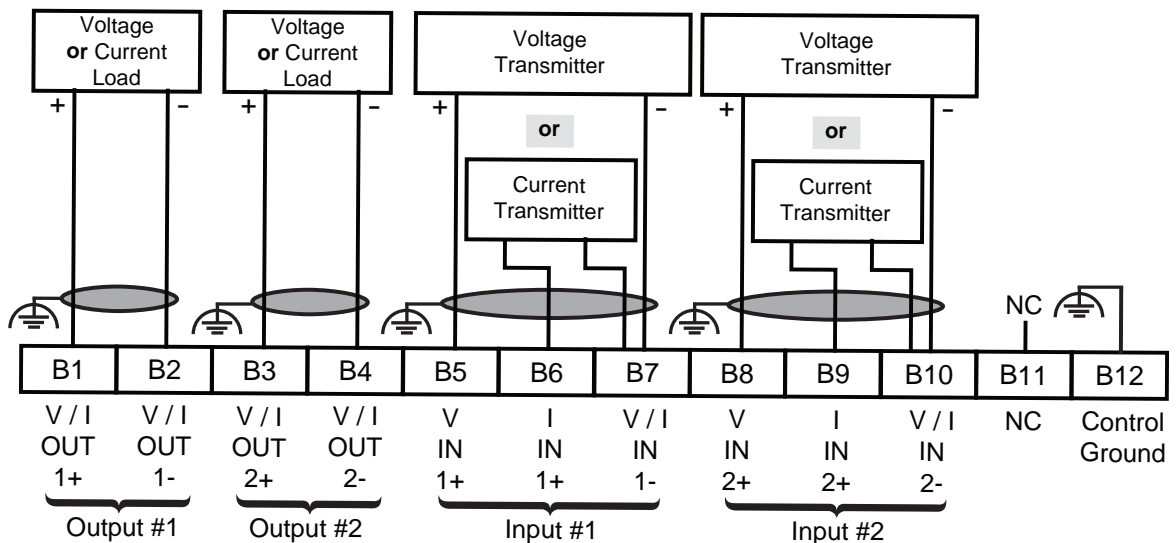 Voltage
or Current
Load
Voltage
or Current
Load
Voltage
Transmitter
Voltage
Transmitter
+
-
+
-
+
-
+
-
or
or
Current
Transmitter
Current
Transmitter
NC
B1
B2
B3
B4
B5
B6
B7
B8
B9
B10
B11
B12
V / I
OUT
1+
V / I
OUT
1-
V / I
OUT
2+
V / I
OUT
2-
V
IN
1+
I
IN
1+
V / I
IN
1-
V
IN
2+
I
IN
2+
V / I
IN
2-
NC
Control
Ground
Output #1
Output #2
Input #1
Input #2